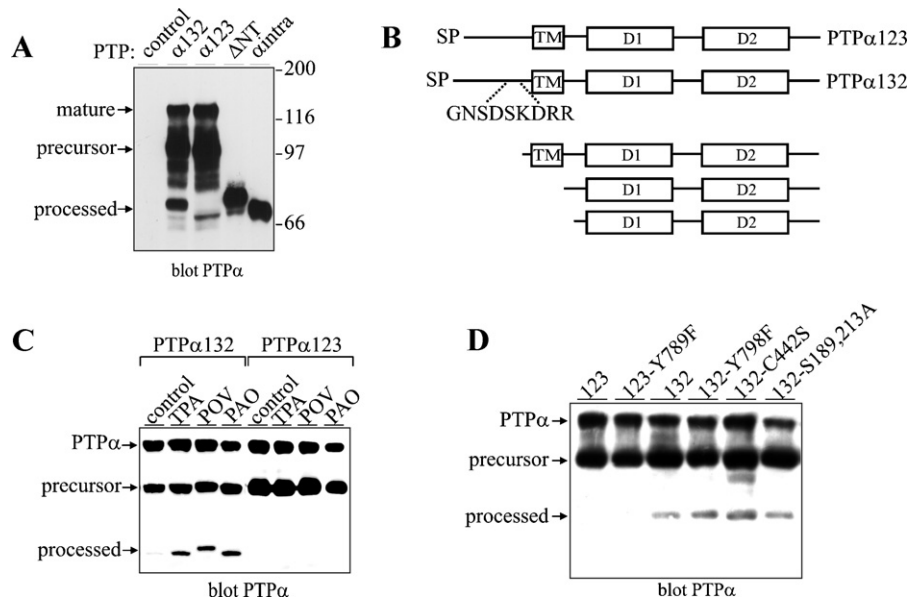 A
PTP:
control
α132
α123
ΔNT
αintra
mature
precursor
processed
-200
-116
-97
-66
blot PTPα
B
SP TM D1 D2 PTPα123
SP TM D1 D2 PTPα132
GNSDSKDRR
TM D1 D2
D1 D2
D1 D2
C
PTPα132 PTPα123
control
TPA
POV
PAO
control
TPA
POV
PAO
PTPα
precursor
processed
blot PTPα
D
123
123-Y789F
132
132-Y798F
132-C442S
132-S189,213A
PTPα
precursor
processed
blot PTPα